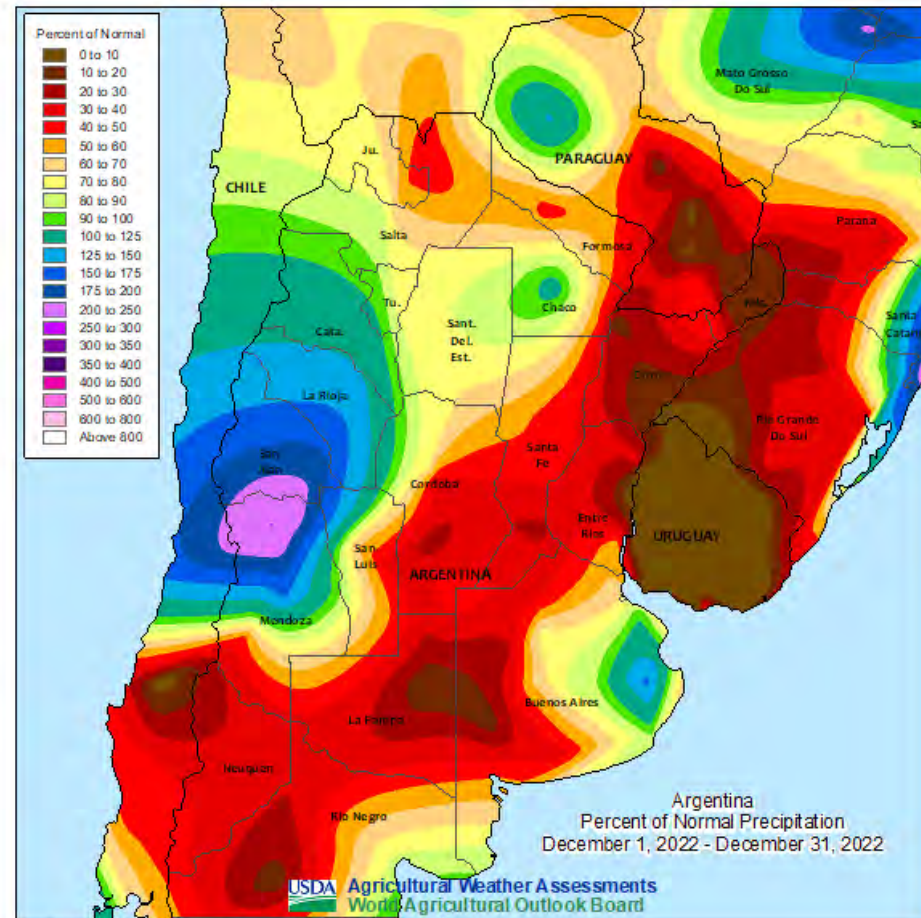 Percent of Normal
0 to 10
10 to 20
20 to 30
30 to 40
40 to 50
50 to 60
60 to 70
70 to 80
80 to 90
90 to 100
100 to 125
125 to 150
150 to 175
175 to 200
200 to 250
250 to 300
300 to 350
350 to 400
400 to 500
500 to 600
600 to 800
Above 800
Mato Grosso
Do Sul
Ju.
PARAGUAY
CHILE
Parana
Salta
Formosa
Tu.
Chaco
Cata.
Sant.
Del.
Est.
Santa
La Rioja
Rio Grande
Do Sul
San
Juan
Santa
Fe
Cordoba
Entre
Rios
URUGUAY
San
Luis
ARGENTINA
Mendoza
Buenos Aires
La Pampa
Neuquen
Rio Negro
Argentina
Percent of Normal Precipitation
December 1, 2022 - December 31, 2022
USDA Agricultural Weather Assessments
World Agricultural Outlook Board